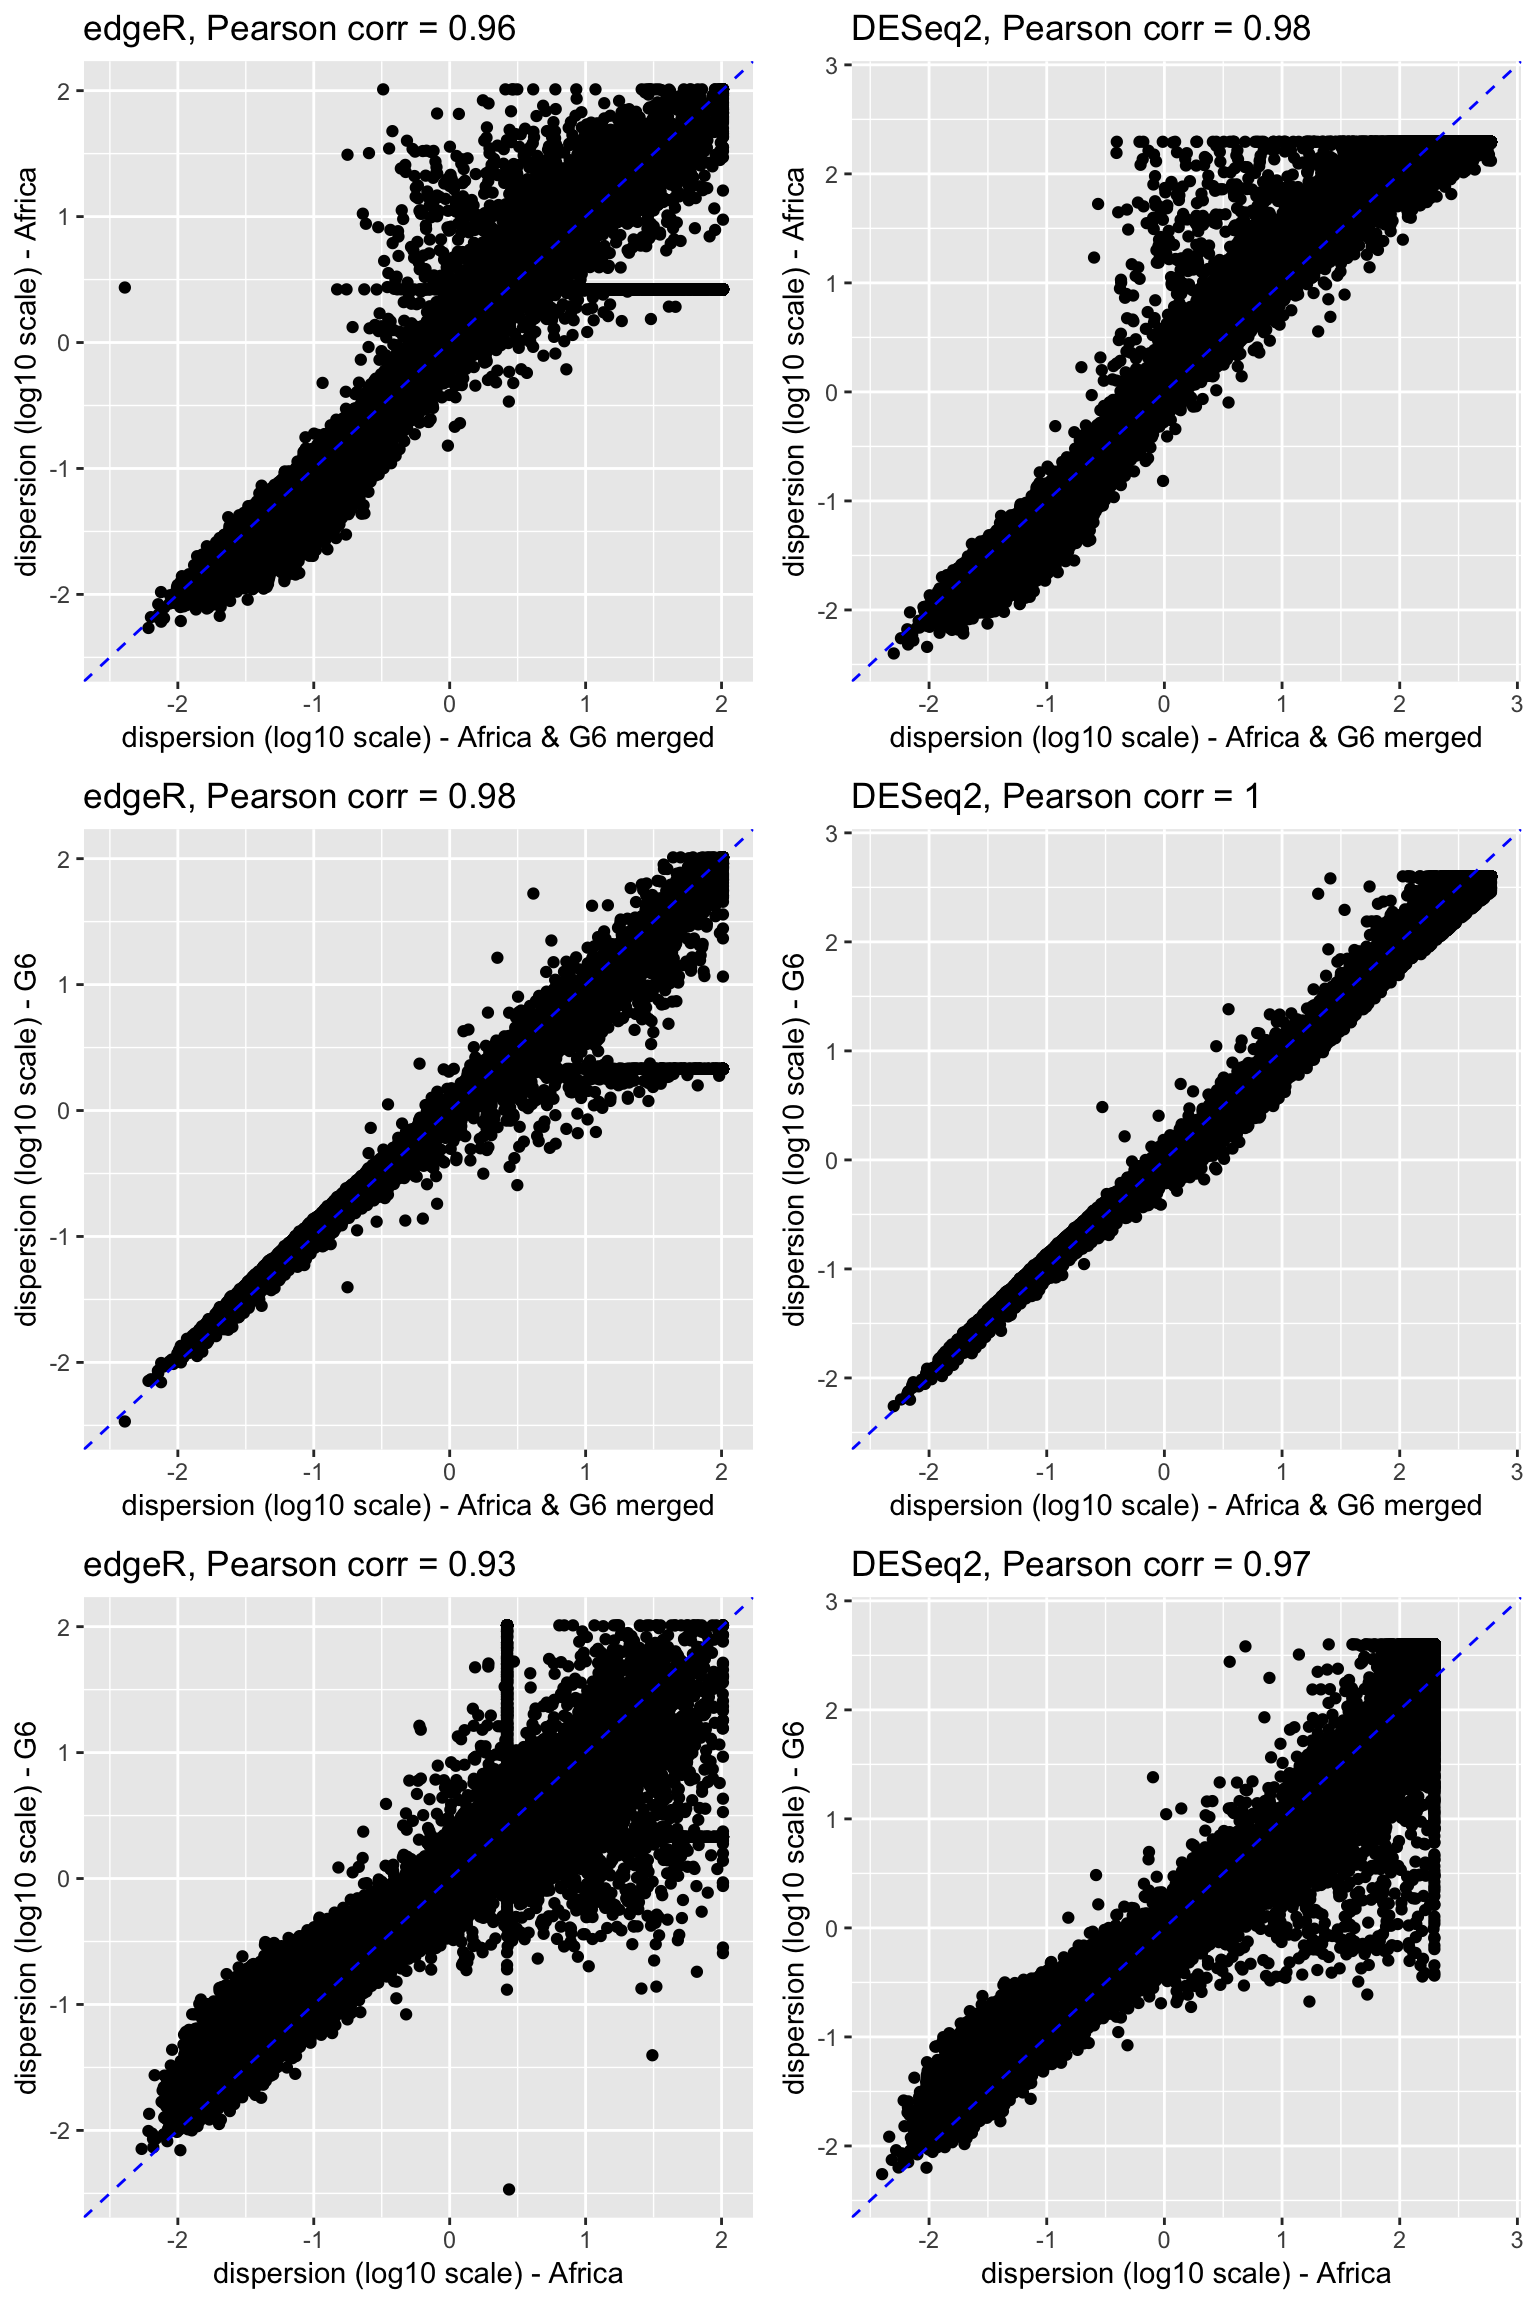 edgeR, Pearson corr = 0.96
dispersion (log10 scale) - Africa
2
1
0
-1
-2
-2 -1 0 1 2
dispersion (log10 scale) - Africa & G6 merged
DESeq2, Pearson corr = 0.98
dispersion (log10 scale) - Africa
3
2
1
0
-1
-2
-2 -1 0 1 2 3
dispersion (log10 scale) - Africa & G6 merged
edgeR, Pearson corr = 0.98
dispersion (log10 scale) - G6
2
1
0
-1
-2
-2 -1 0 1 2
dispersion (log10 scale) - Africa & G6 merged
DESeq2, Pearson corr = 1
dispersion (log10 scale) - G6
3
2
1
0
-1
-2
-2 -1 0 1 2 3
dispersion (log10 scale) - Africa & G6 merged
edgeR, Pearson corr = 0.93
dispersion (log10 scale) - G6
2
1
0
-1
-2
-2 -1 0 1 2
dispersion (log10 scale) - Africa
DESeq2, Pearson corr = 0.97
dispersion (log10 scale) - G6
3
2
1
0
-1
-2
-2 -1 0 1 2 3
dispersion (log10 scale) - Africa